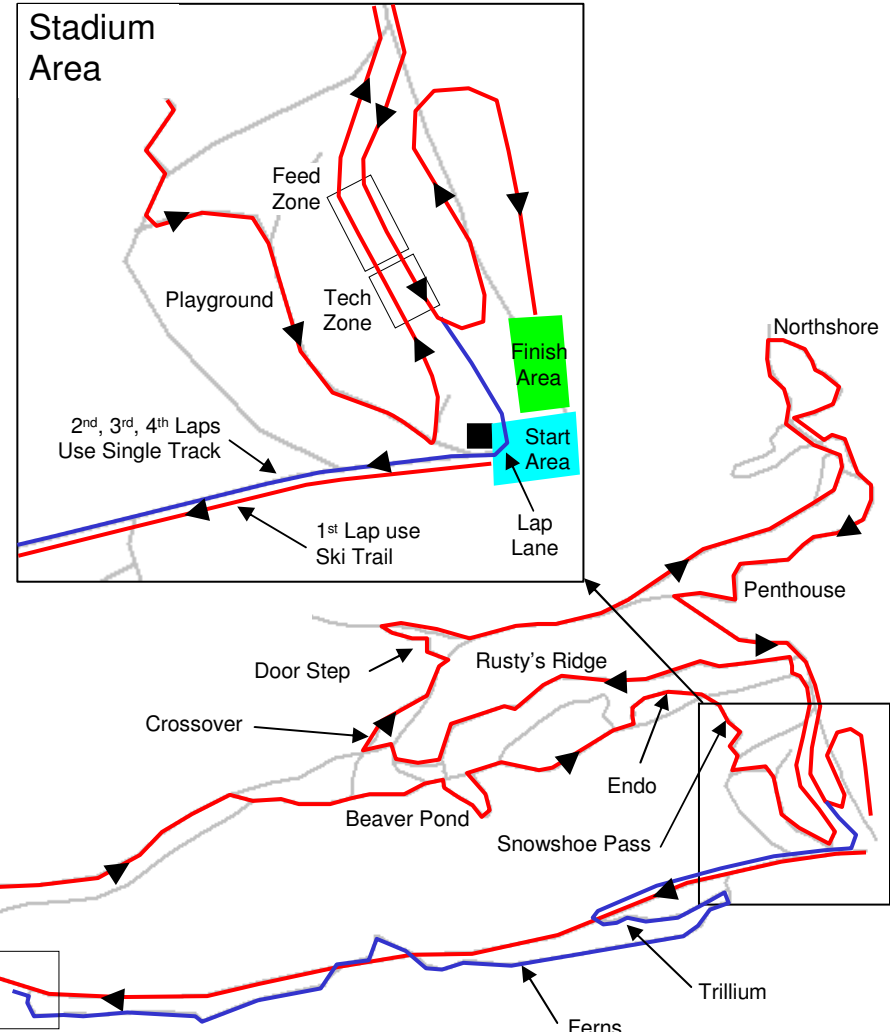 Stadium
Area
Feed
Zone
Playground
Tech
Zone
Finish
Area
2nd, 3rd, 4th Laps
Use Single Track
Start
Area
1st Lap use
Ski Trail
Lap
Lane
Northshore
Penthouse
Door Step
Rusty's Ridge
Crossover
Endo
Beaver Pond
Snowshoe Pass
Trillium
Ferns